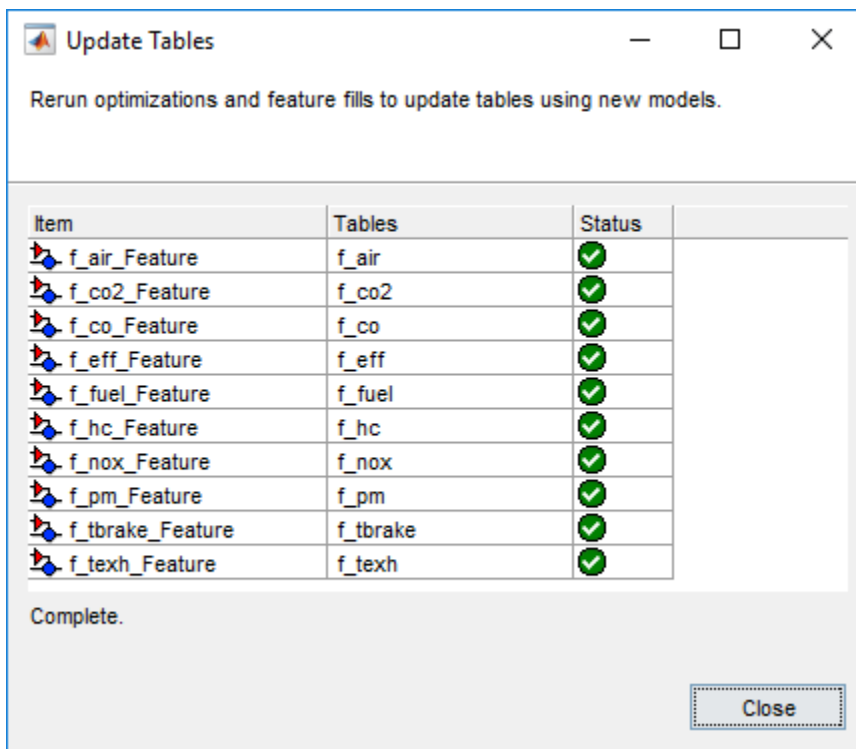 Update Tables
Rerun optimizations and feature fills to update tables using new models.
Item Tables Status
f_air_Feature f_air
f_co2_Feature f_co2
f_co_Feature f_co
f_eff_Feature f_eff
f_fuel_Feature f_fuel
f_hc_Feature f_hc
f_nox_Feature f_nox
f_pm_Feature f_pm
f_tbrake_Feature f_tbrake
f_texh_Feature f_texh
Complete.
Close